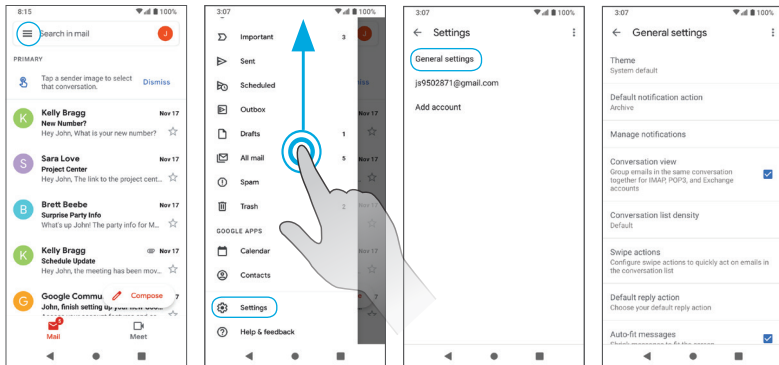 8:15
100%
Search in mail
J
PRIMARY
Tap a sender image to select
that conversation.
Dismiss
K
Kelly Bragg
Nov 17
New Number?
Hey John, What is your new number?
S
Sara Love
Nov 17
Project Center
Hey John, The link to the project cent...
B
Brett Beebe
Nov 17
Surprise Party Info
What's up John! The party info for M...
K
Kelly Bragg
Nov 17
Schedule Update
Hey John, the meeting has been mov...
G
Google Commu
7
John, finish setting up your new Goo...
Compose
5
Mail
Meet
3:07
100%
Important
3
Sent
Scheduled
Outbox
Drafts
1
All mail
5
Spam
Trash
2
GOOGLE APPS
Calendar
Contacts
Settings
Help & feedback
iss
Nov 17
Nov 17
Nov 17
7
3:07
100%
Settings
General settings
js9502871@gmail.com
Add account
3:07
100%
General settings
Theme
System default
Default notification action
Archive
Manage notifications
Conversation view
Group emails in the same conversation
together for IMAP, POP3, and Exchange
accounts
Conversation list density
Default
Swipe actions
Configure swipe actions to quickly act on emails in
the conversation list
Default reply action
Choose your default reply action
Auto-fit messages